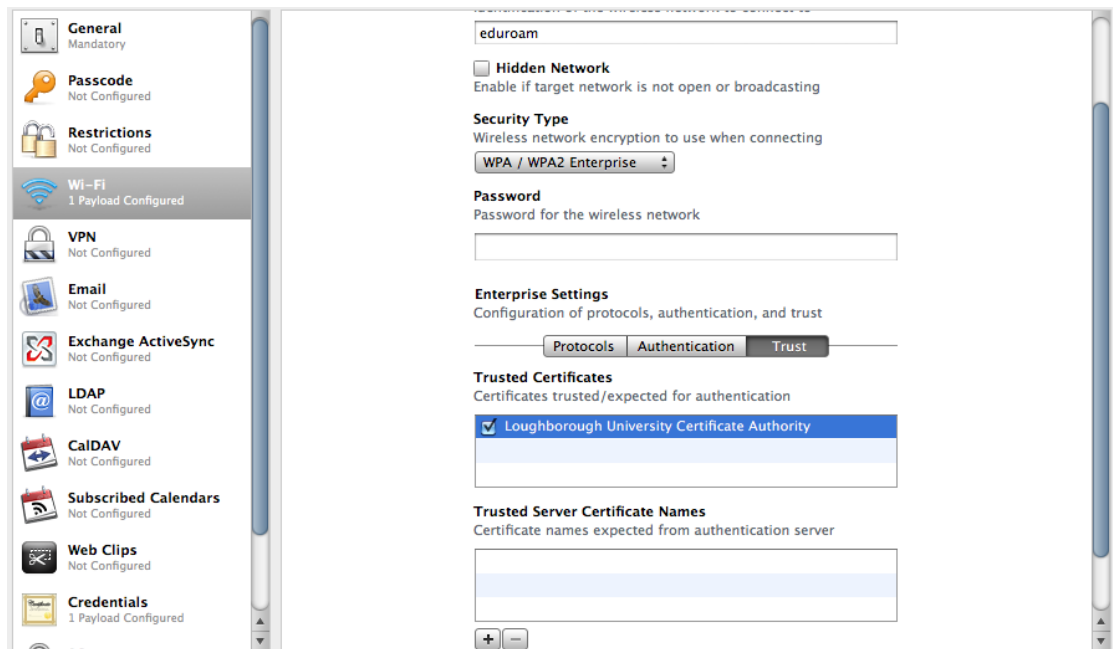 General
Mandatory
Passcode
Not Configured
Restrictions
Not Configured
Wi-Fi
1 Payload Configured
VPN
Not Configured
Email
Not Configured
Exchange ActiveSync
Not Configured
LDAP
Not Configured
CalDAV
Not Configured
Subscribed Calendars
Not Configured
Web Clips
Not Configured
Credentials
1 Payload Configured
eduroam
Hidden Network
Enable if target network is not open or broadcasting
Security Type
Wireless network encryption to use when connecting
WPA / WPA2 Enterprise
Password
Password for the wireless network
Enterprise Settings
Configuration of protocols, authentication, and trust
Protocols Authentication Trust
Trusted Certificates
Certificates trusted/expected for authentication
Loughborough University Certificate Authority
Trusted Server Certificate Names
Certificate names expected from authentication server
+ −